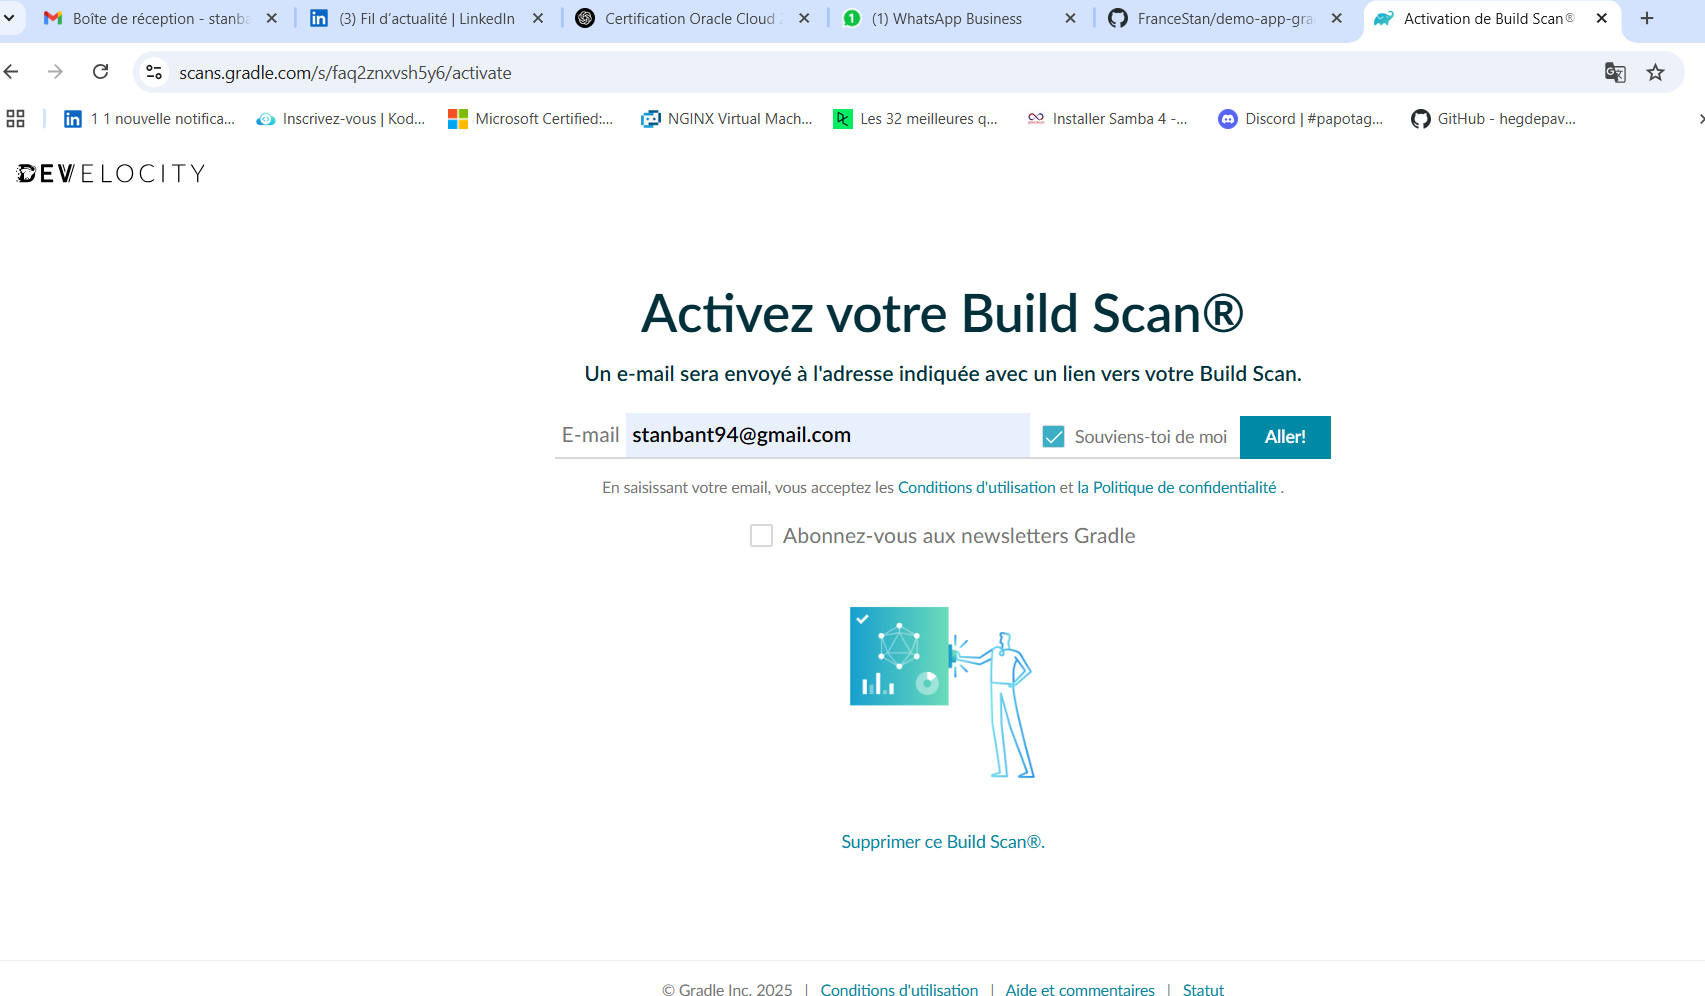 Boîte de réception - stanba
(3) Fil d'actualité | LinkedIn
Certification Oracle Cloud
(1) WhatsApp Business
FranceStan/demo-app-gra
Activation de Build Scan®
scans.gradle.com/s/faq2znxvsh5y6/activate
1 1 nouvelle notifica...
Inscrivez-vous | Kod...
Microsoft Certified:...
NGINX Virtual Mach...
Les 32 meilleures q...
Installer Samba 4 -...
Discord | #papotag...
GitHub - hegdepav...
DEVELOCITY
Activez votre Build Scan®
Un e-mail sera envoyé à l'adresse indiquée avec un lien vers votre Build Scan.
E-mail stanbant94@gmail.com Souviens-toi de moi Aller!
En saisissant votre email, vous acceptez les Conditions d'utilisation et la Politique de confidentialité .
Abonnez-vous aux newsletters Gradle
Supprimer ce Build Scan®.
© Gradle Inc. 2025 | Conditions d'utilisation | Aide et commentaires | Statut